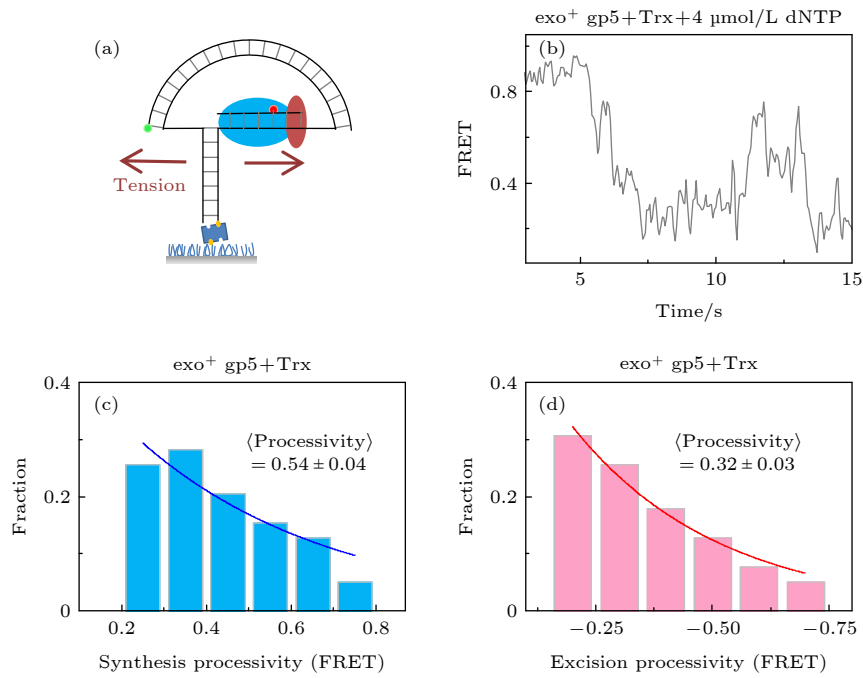 (a)
Tension
exo⁺ gp5+Trx+4 μmol/L dNTP
(b)
FRET
0.8
0.4
5
10
15
Time/s
exo⁺ gp5+Trx
(c)
⟨Processivity⟩
= 0.54 ± 0.04
Fraction
0.4
0.2
0
0.2
0.4
0.6
0.8
Synthesis processivity (FRET)
exo⁺ gp5+Trx
(d)
⟨Processivity⟩
= 0.32 ± 0.03
Fraction
0.4
0.2
0
−0.25
−0.50
−0.75
Excision processivity (FRET)